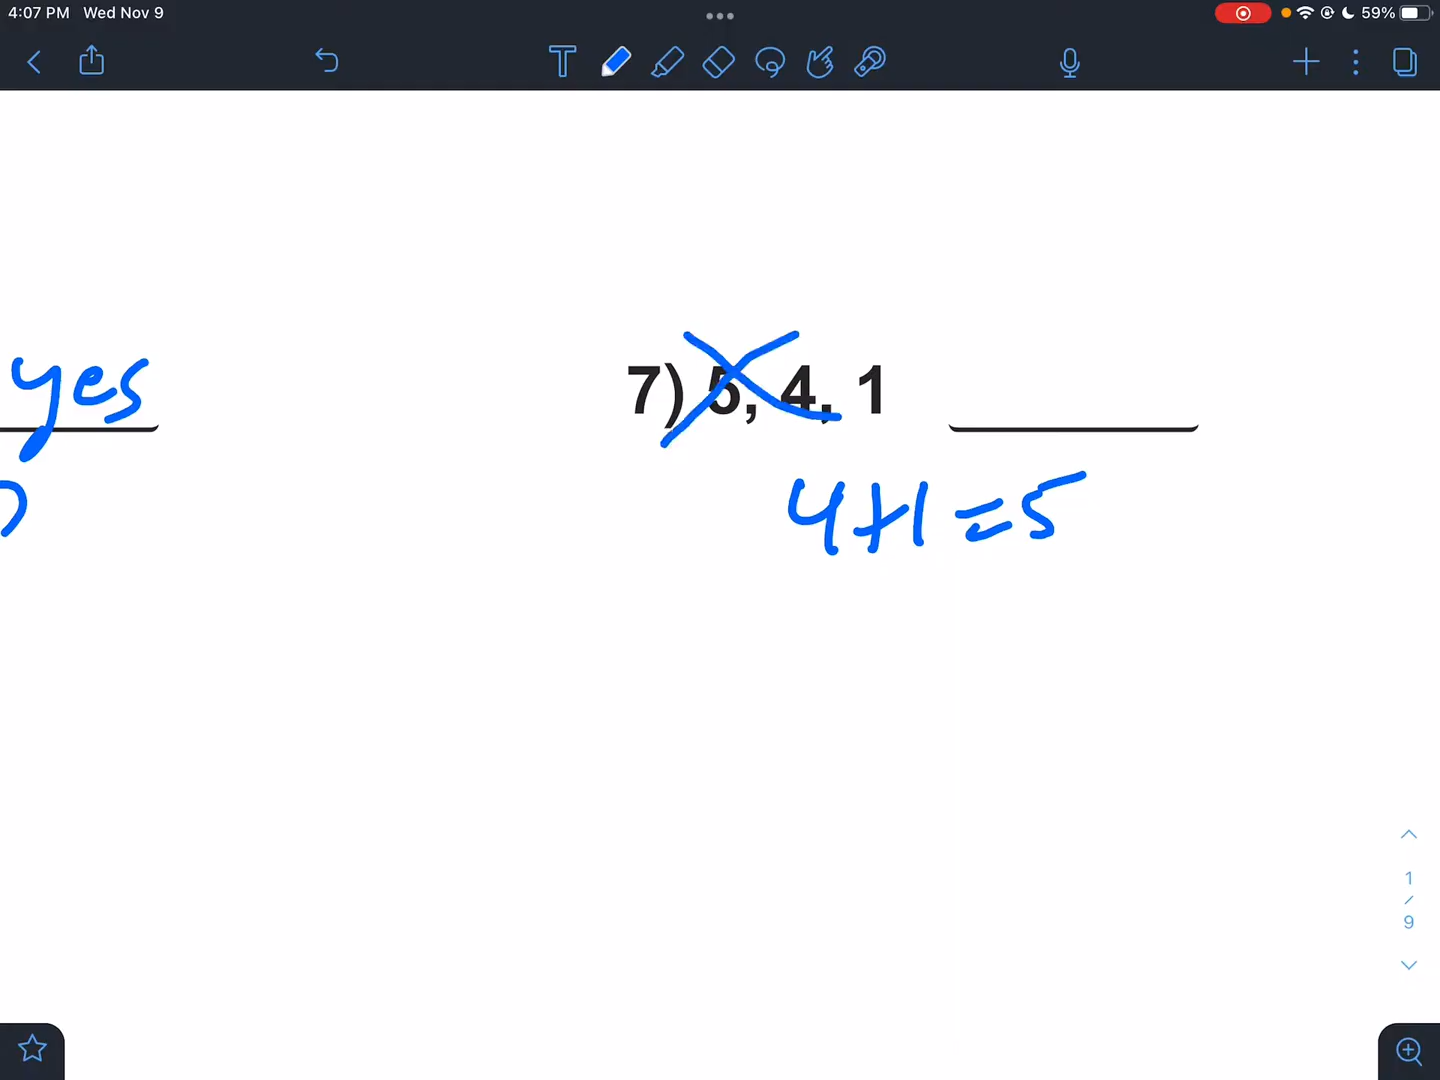 4:07 PM Wed Nov 9
59%
T
yes
7) 5, 4, 1
4+1=5
1
/
9